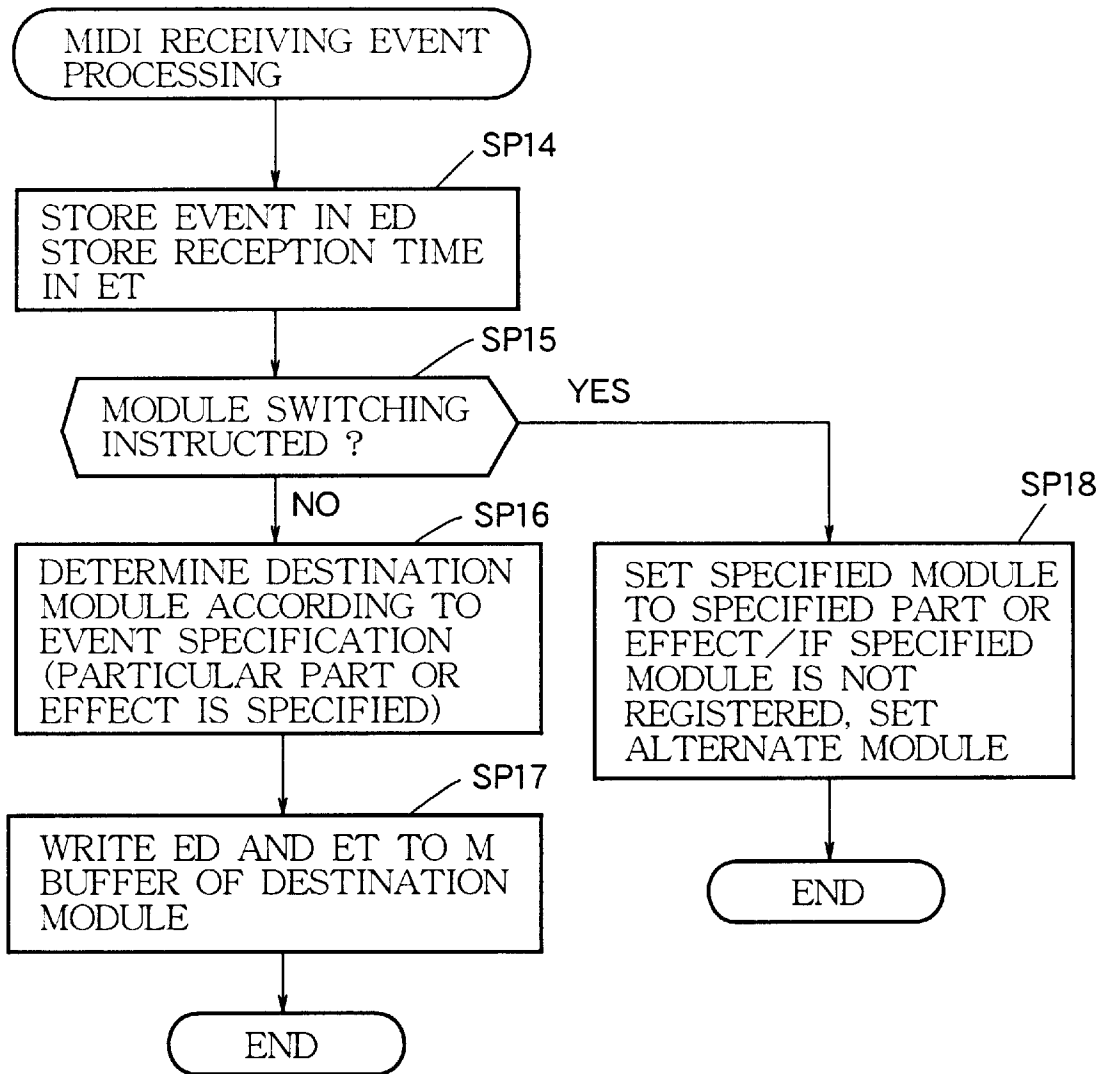 MIDI RECEIVING EVENT
PROCESSING
SP14
STORE EVENT IN ED
STORE RECEPTION TIME
IN ET
SP15
MODULE SWITCHING
INSTRUCTED ?
YES
NO
SP16
DETERMINE DESTINATION
MODULE ACCORDING TO
EVENT SPECIFICATION
(PARTICULAR PART OR
EFFECT IS SPECIFIED)
SP17
WRITE ED AND ET TO M
BUFFER OF DESTINATION
MODULE
END
SP18
SET SPECIFIED MODULE
TO SPECIFIED PART OR
EFFECT/IF SPECIFIED
MODULE IS NOT
REGISTERED, SET
ALTERNATE MODULE
END